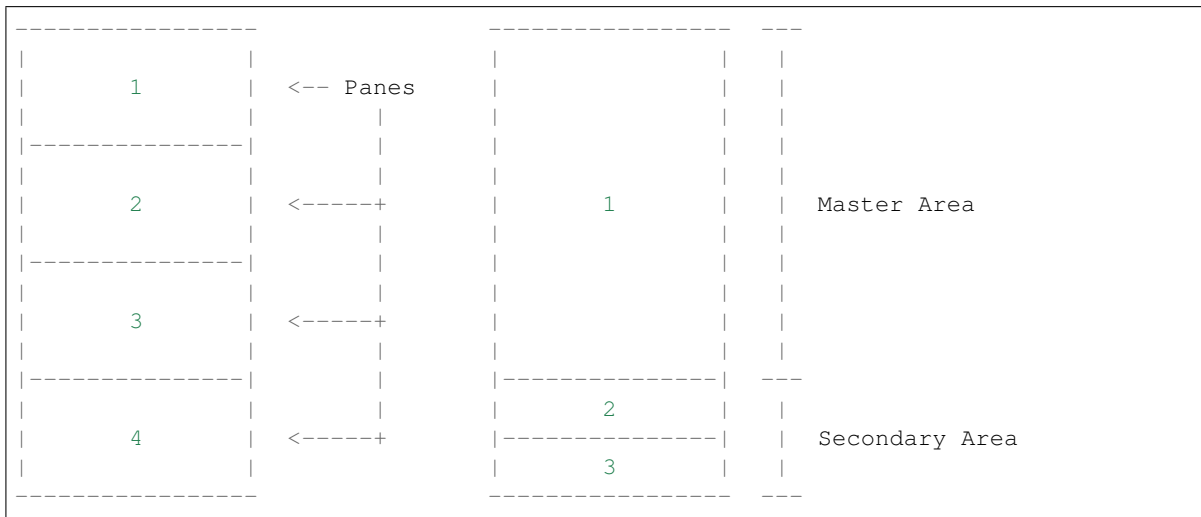 -----------------                -----------------  ---
|               |                |               |   |
|       1       |  <-- Panes     |               |   |
|               |        |       |               |   |
|---------------|        |       |               |   |
|               |        |       |               |   |
|       2       |  <-----+       |       1       |   |  Master Area
|               |        |       |               |   |
|---------------|        |       |               |   |
|               |        |       |               |   |
|       3       |  <-----+       |               |   |
|               |        |       |               |   |
|---------------|        |       |---------------|  ---
|               |        |       |       2       |   |
|       4       |  <-----+       |---------------|   |  Secondary Area
|               |                |       3       |   |
-----------------                -----------------  ---